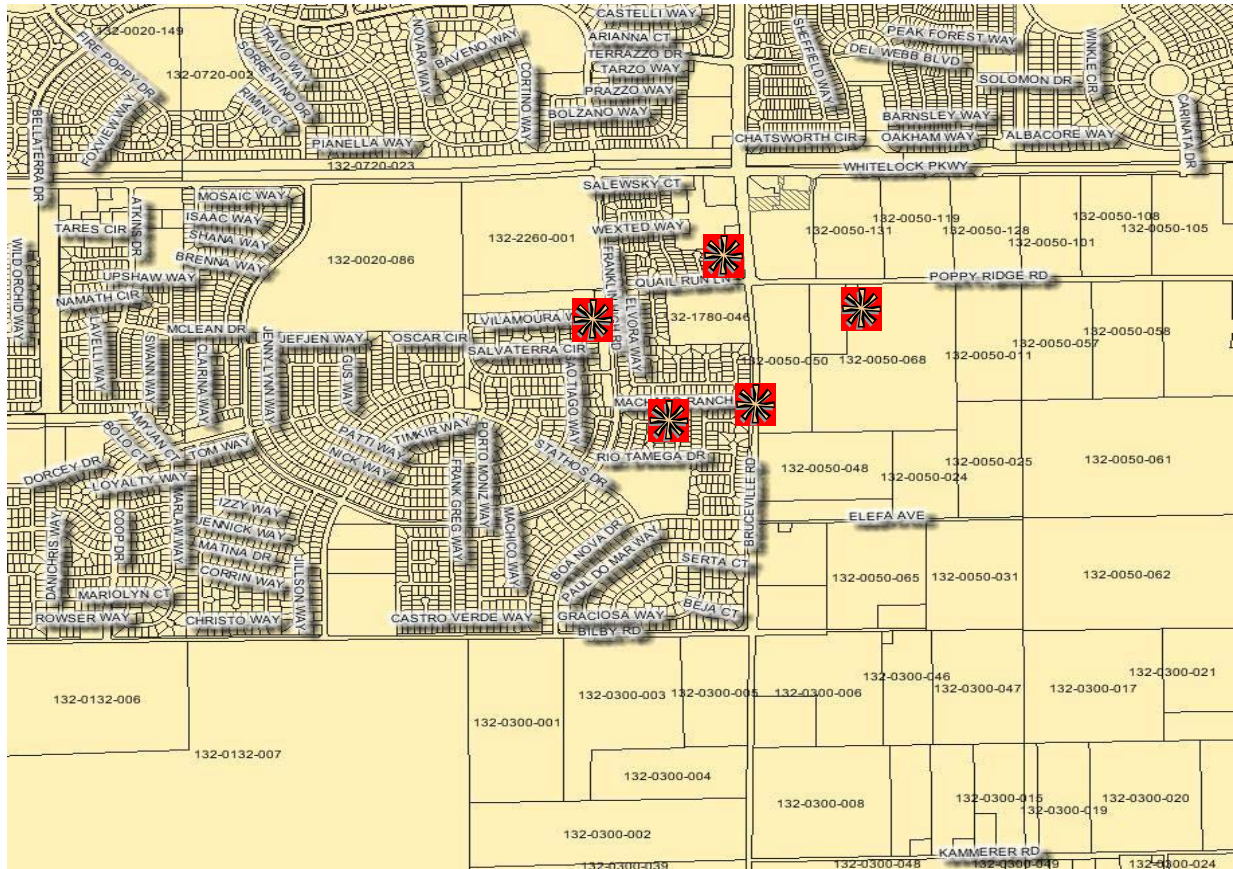 CASTELLI WAY
132-0020-149
ARIANNA CT
PEAK FOREST WAY
FIRE POPPY DR
TRAVO WAY
NOVARA WAY
BAVENO WAY
TERRAZZO DR
SHEFFIELD WAY
DEL WEBB BLVD
WINKLE CIR
132-0720-002
SORRENTINO DR
TARZO WAY
SOLOMON DR
RIMINI CT
CORTINO WAY
PRAZZO WAY
CARINATA DR
FOXVIEW WAY
BOLZANO WAY
BARNSLEY WAY
BELLATERRA DR
PIANELLA WAY
CHATSWORTH CIR
OAKHAM WAY
ALBACORE WAY
132-0720-023
WHITELOCK PKWY
MOSAIC WAY
SALEWSKY CT
ATKINS DR
ISAAC WAY
132-0050-119
132-0050-108
TARES CIR
SHANA WAY
WEXTED WAY
132-0050-131
132-0050-128
132-0050-105
132-2260-001
132-0050-101
WILD ORCHID WAY
BRENNA WAY
132-0020-086
UPSHAW WAY
QUAIL RUN LN
POPPY RIDGE RD
NAMATH CIR
VILAMOURA W
ELVORA WAY
132-1780-046
MCLEAN DR
JEFJEN WAY
OSCAR CIR
132-0050-058
LAVELLI WAY
SWANN WAY
CLAIRINA WAY
JENNY LYNN WAY
GUS WAY
SALVATERRA CIR
132-0050-057
132-0050-050
132-0050-068
132-0050-011
RANCH
AMYJAN CT
BOLO CT
PATTI WAY
TIMKIR WAY
TOM WAY
NICK WAY
PORTO MONIZ WAY
STATHOS DR
RIO TAMEGA DR
DORCEY DR
LOYALTY WAY
MARLAW WAY
FRANK GREG WAY
132-0050-048
132-0050-025
132-0050-061
132-0050-024
IZZY WAY
MACHICO WAY
BRUCEVILLE RD
ELEFA AVE
DANICHRIS WAY
COOP DR
JENNICK WAY
BOA NOVA DR
MATINA DR
PAUL DO MAR WAY
SERTA CT
CORRIN WAY
JILLSON WAY
132-0050-065
132-0050-031
132-0050-062
MARIOLYN CT
BEJA CT
ROWSER WAY
CHRISTO WAY
CASTRO VERDE WAY
GRACIOSA WAY
BILBY RD
132-0300-021
132-0300-046
132-0132-006
132-0300-003
132-0300-005
132-0300-006
132-0300-047
132-0300-017
132-0300-001
132-0132-007
132-0300-004
132-0300-008
132-0300-015
132-0300-020
132-0300-019
132-0300-002
KAMMERER RD
132-0300-039
132-0300-048
132-0300-049
132-0300-024